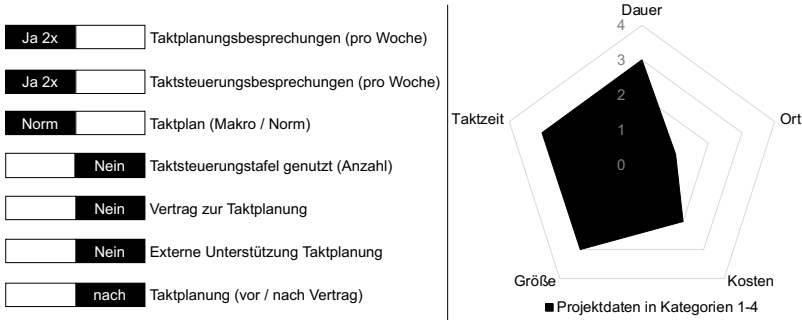 Ja 2x Taktplanungsbesprechungen (pro Woche)
Ja 2x Taktsteuerungsbesprechungen (pro Woche)
Norm Taktplan (Makro / Norm)
Nein Taktsteuerungstafel genutzt (Anzahl)
Nein Vertrag zur Taktplanung
Nein Externe Unterstützung Taktplanung
nach Taktplanung (vor / nach Vertrag)
Dauer
4
3
2
1
0
Taktzeit
Ort
Größe
Kosten
Projektdaten in Kategorien 1-4